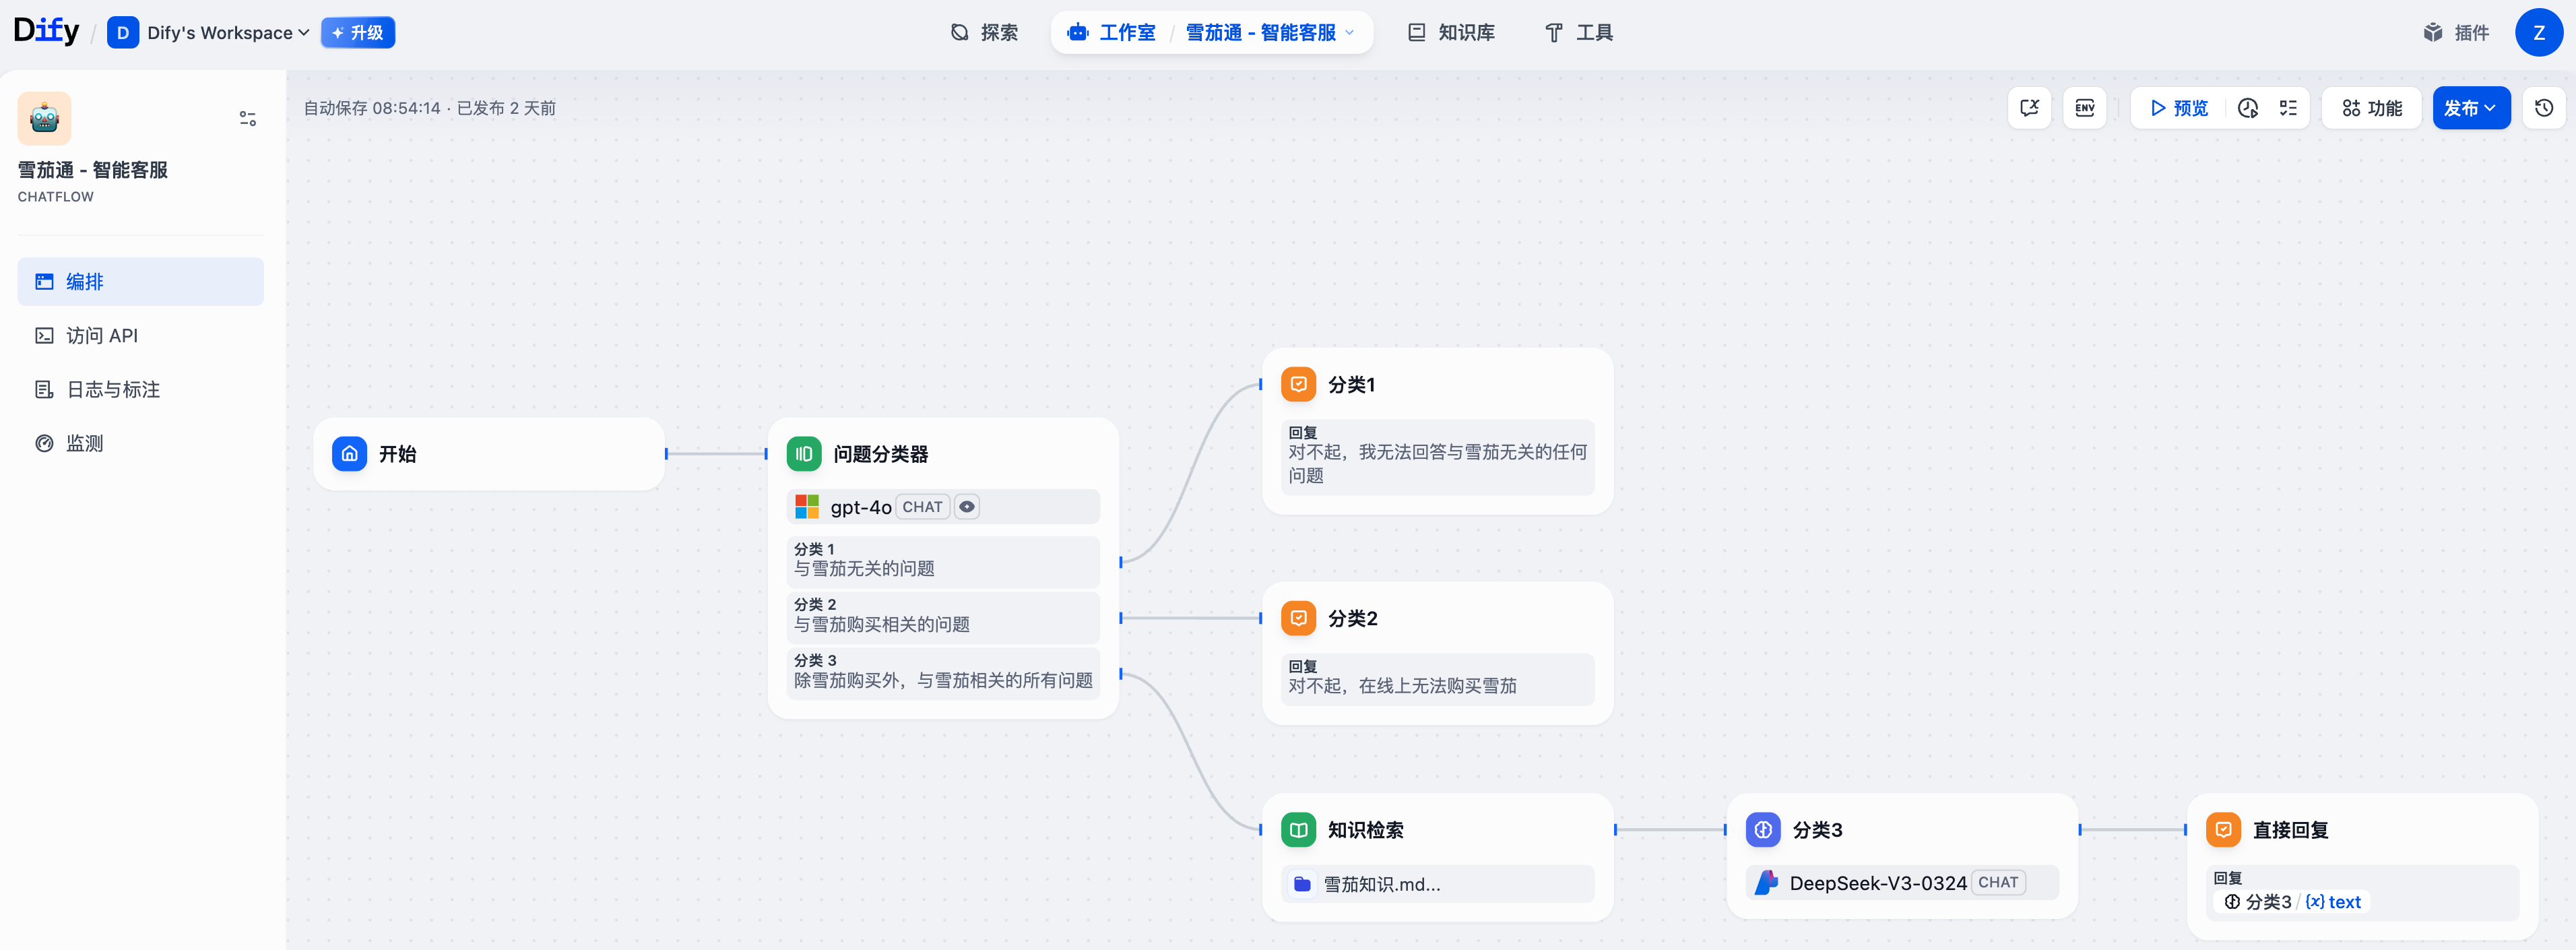 Dify / D Dify's Workspace 升级
探索 工作室 / 雪茄通 - 智能客服 知识库 工具
插件 Z
雪茄通 - 智能客服
CHATFLOW
编排
访问 API
日志与标注
监测
自动保存 08:54:14 · 已发布 2 天前
ENV 预览 功能 发布
开始
问题分类器
gpt-4o CHAT
分类 1
与雪茄无关的问题
分类 2
与雪茄购买相关的问题
分类 3
除雪茄购买外，与雪茄相关的所有问题
分类1
回复
对不起，我无法回答与雪茄无关的任何
问题
分类2
回复
对不起，在线上无法购买雪茄
知识检索
雪茄知识.md...
分类3
DeepSeek-V3-0324 CHAT
直接回复
回复
分类3 / {x} text